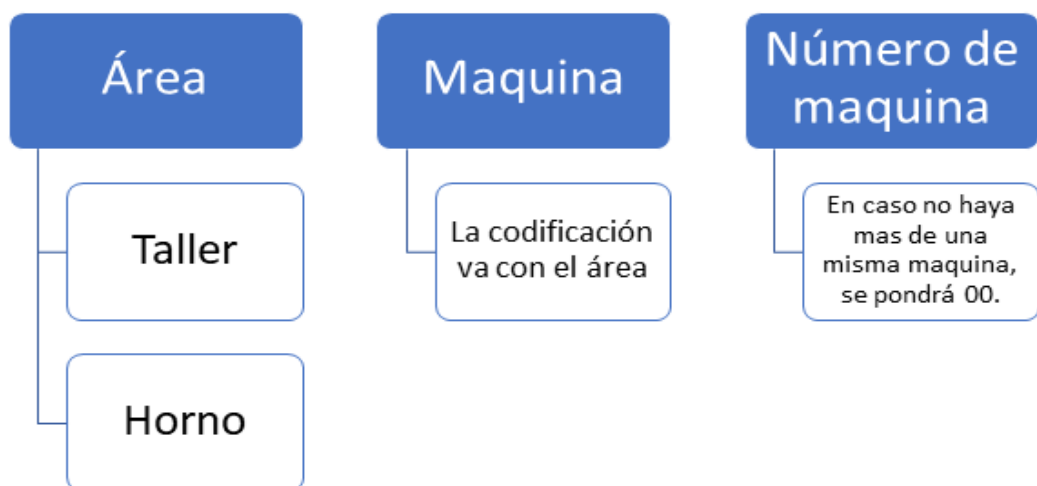 Área
Taller
Horno
Maquina
La codificación
va con el área
Número de
maquina
En caso no haya
mas de una
misma maquina,
se pondrá 00.